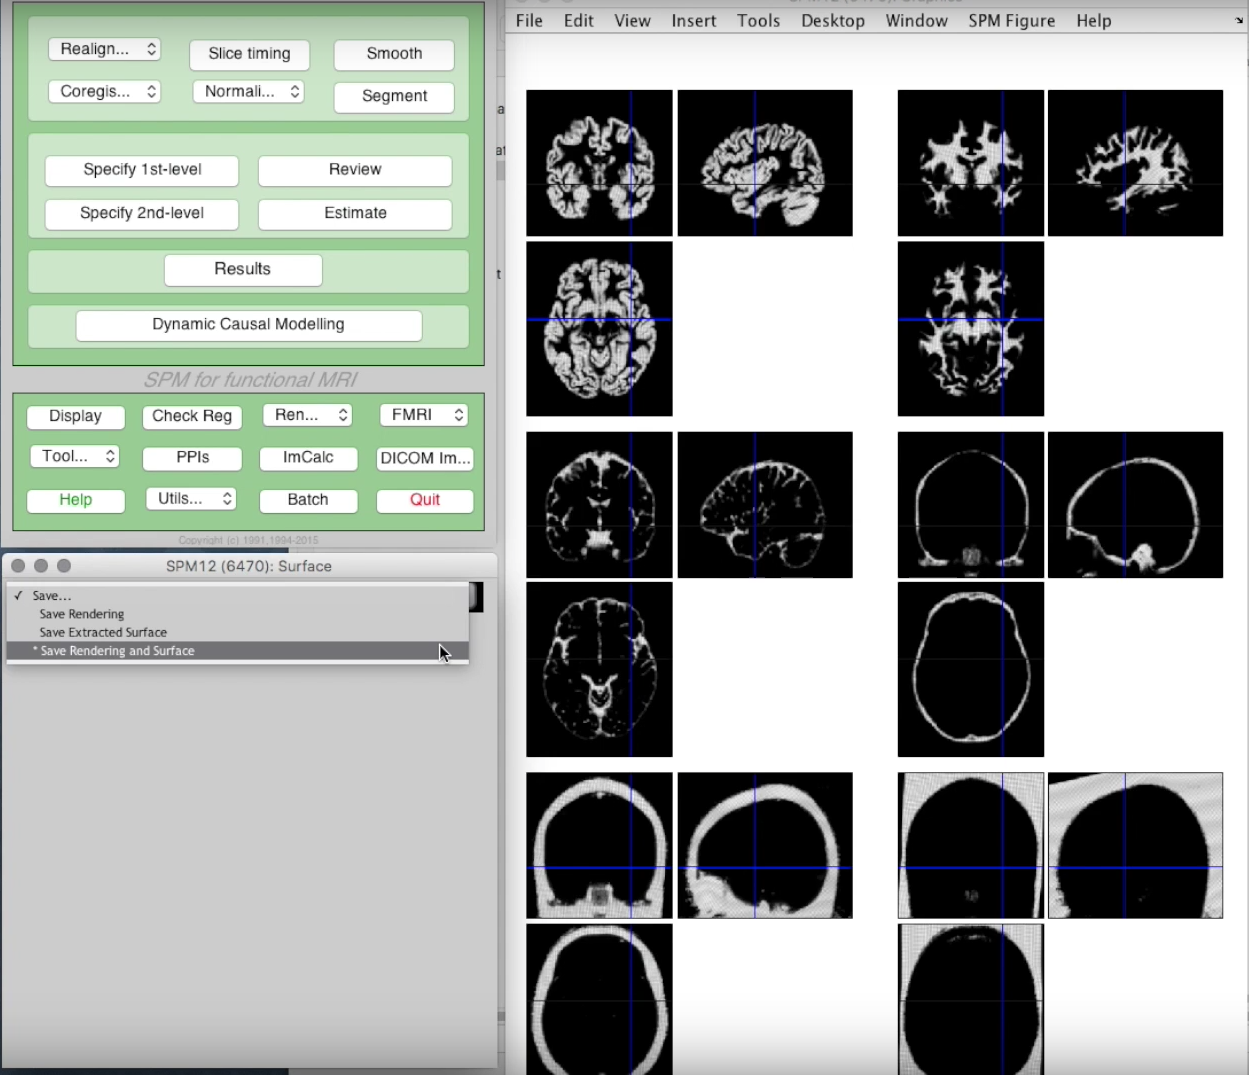 Realign...
Slice timing
Smooth
Coregis...
Normali...
Segment
Specify 1st-level
Review
Specify 2nd-level
Estimate
Results
Dynamic Causal Modelling
SPM for functional MRI
Display
Check Reg
Ren...
FMRI
Tool...
PPIs
ImCalc
DICOM Im...
Help
Utils...
Batch
Quit
Copyright (c) 1991,1994-2015
SPM12 (6470): Surface
✓ Save...
Save Rendering
Save Extracted Surface
* Save Rendering and Surface
File Edit View Insert Tools Desktop Window SPM Figure Help